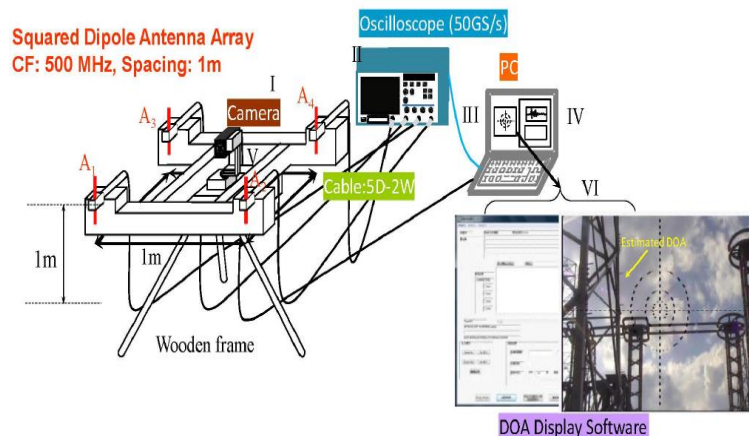 Squared Dipole Antenna Array
CF: 500 MHz, Spacing: 1m
Oscilloscope (50GS/s)
PC
I
II
III
IV
Camera
A3
A4
V
A1
Cable:5D-2W
VI
1m
1m
Wooden frame
Estimated DOA
DOA Display Software